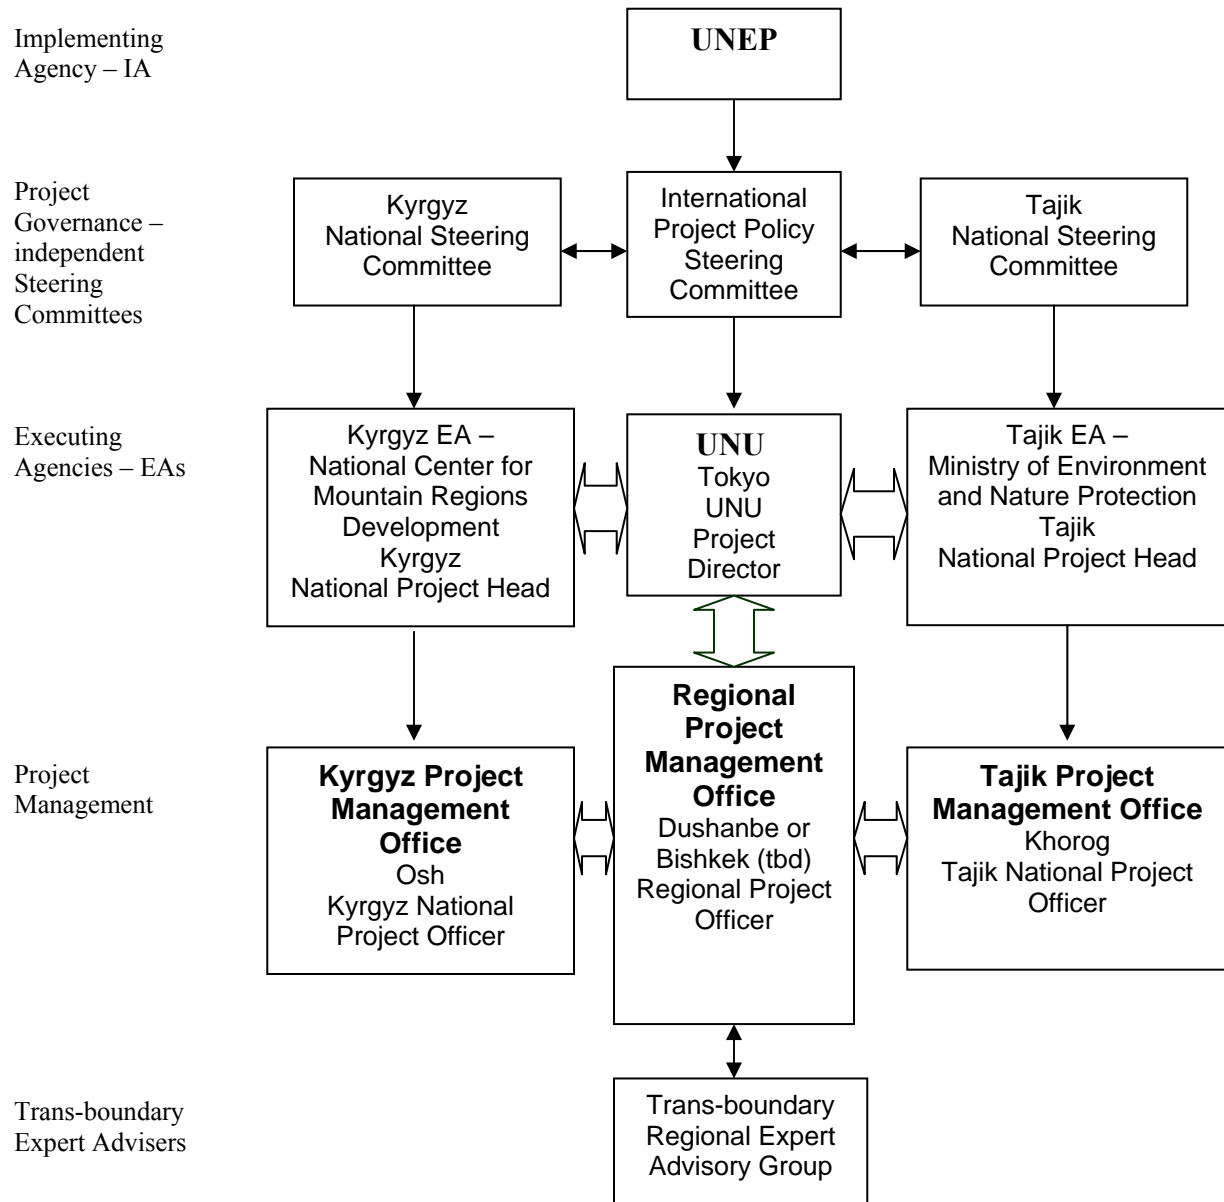 Implementing
Agency – IA
UNEP
Project
Governance –
independent
Steering
Committees
Kyrgyz
National Steering
Committee
International
Project Policy
Steering
Committee
Tajik
National Steering
Committee
Executing
Agencies – EAs
Kyrgyz EA –
National Center for
Mountain Regions
Development
Kyrgyz
National Project Head
UNU
Tokyo
UNU
Project
Director
Tajik EA –
Ministry of Environment
and Nature Protection
Tajik
National Project Head
Project
Management
Kyrgyz Project
Management
Office
Osh
Kyrgyz National
Project Officer
Regional
Project
Management
Office
Dushanbe or
Bishkek (tbd)
Regional Project
Officer
Tajik Project
Management Office
Khorog
Tajik National Project
Officer
Trans-boundary
Expert Advisers
Trans-boundary
Regional Expert
Advisory Group